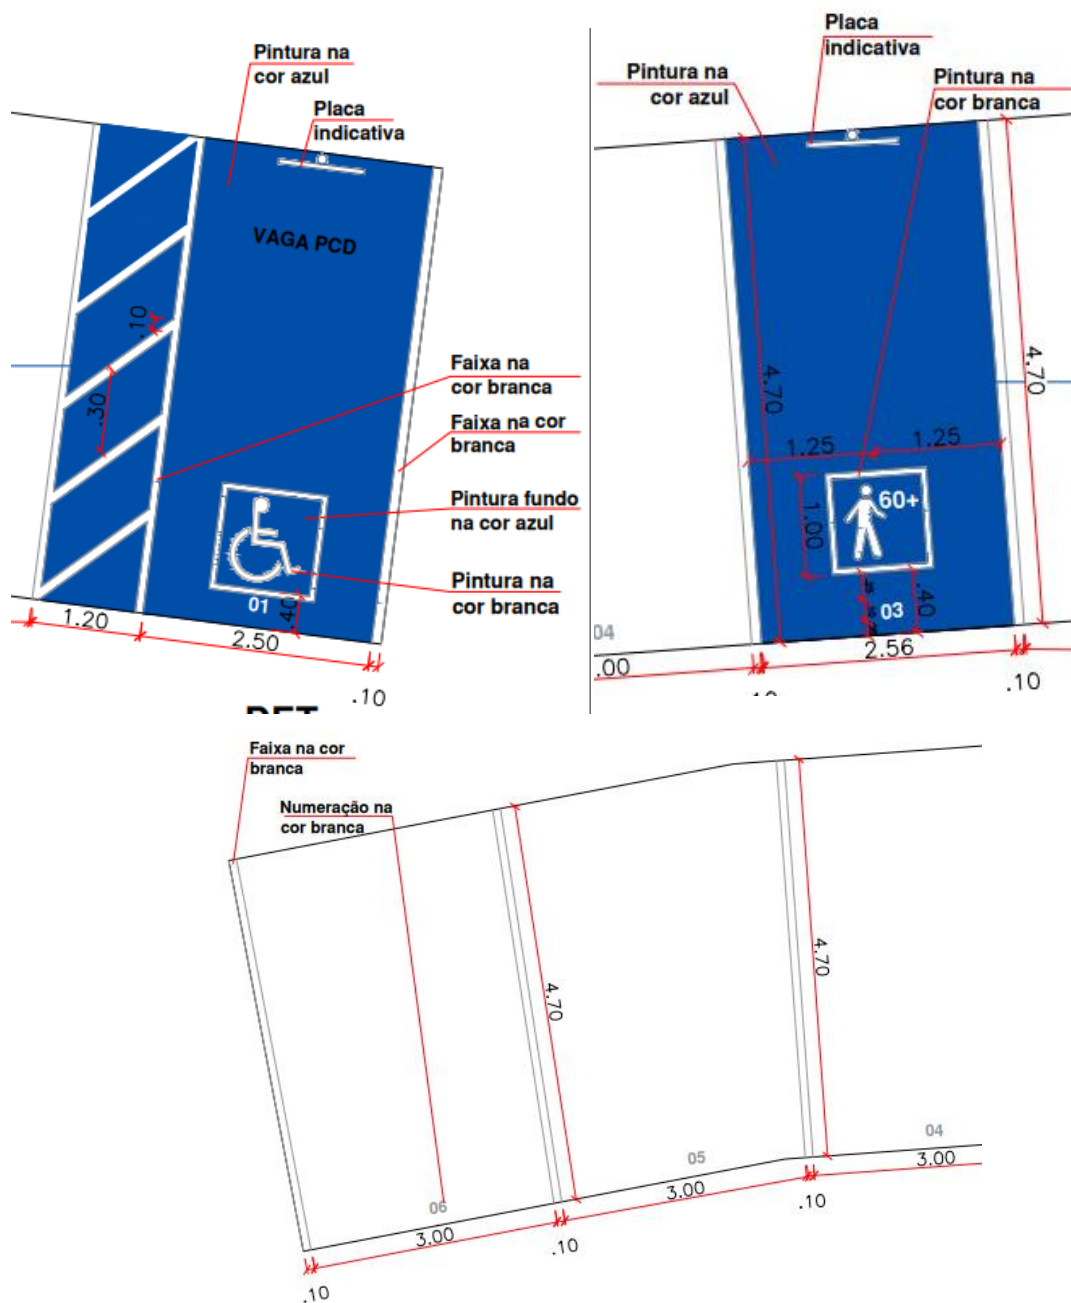 Pintura na
cor azul
Placa
indicativa
VAGA PCD
.10
.30
Faixa na
cor branca
Faixa na cor
branca
Pintura fundo
na cor azul
Pintura na
cor branca
01
.40
1.20
2.50
.10
Placa
indicativa
Pintura na
cor azul
Pintura na
cor branca
4.70
4.70
1.25
1.25
1.00
60+
.40
03
04
.00
2.56
.10
Faixa na cor
branca
Numeração na
cor branca
4.70
4.70
06
05
04
3.00
3.00
3.00
.10
.10
.10